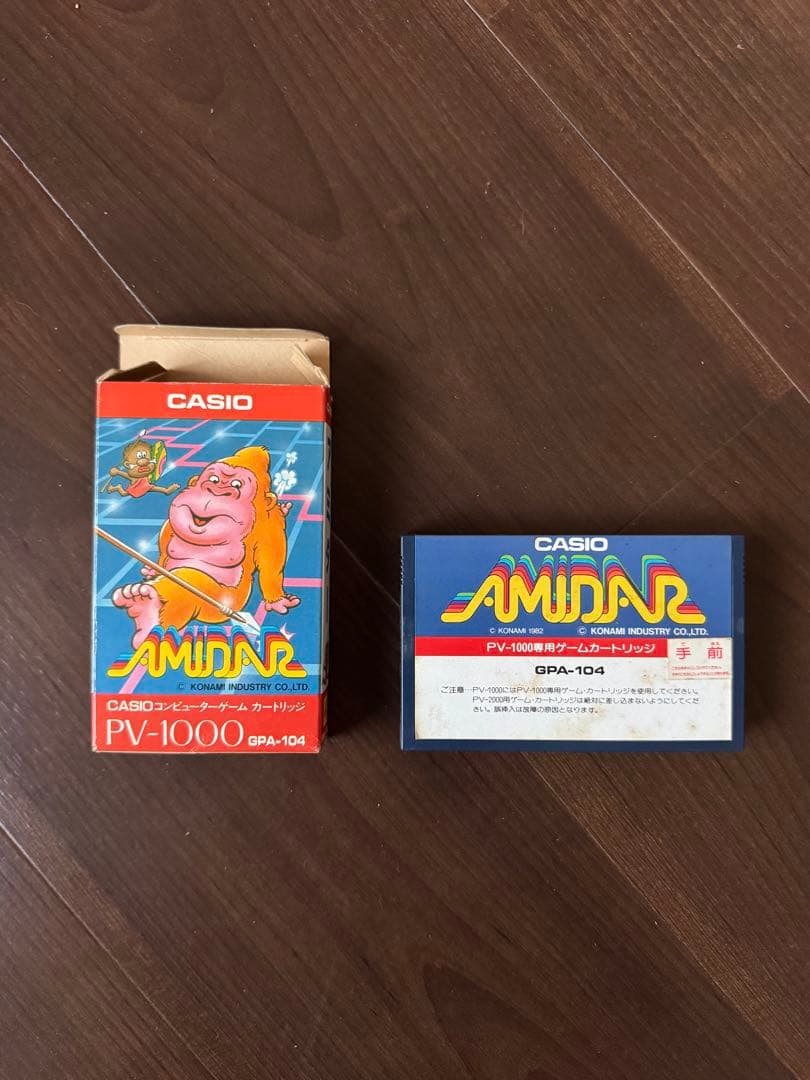 CASIO
AMIDAR
© KONAMI INDUSTRY CO.,LTD.
CASIOコンピューターゲーム カートリッジ
PV-1000 GPA-104
CASIO
AMIDAR
© KONAMI 1982 © KONAMI INDUSTRY CO.,LTD.
PV-1000専用ゲームカートリッジ
GPA-104
手前
ご注意…PV-1000にはPV-1000専用ゲーム・カートリッジを使用してください。
PV-2000用ゲーム・カートリッジは絶対に差し込まないようにしてくだ
さい。誤挿入は故障の原因となります。